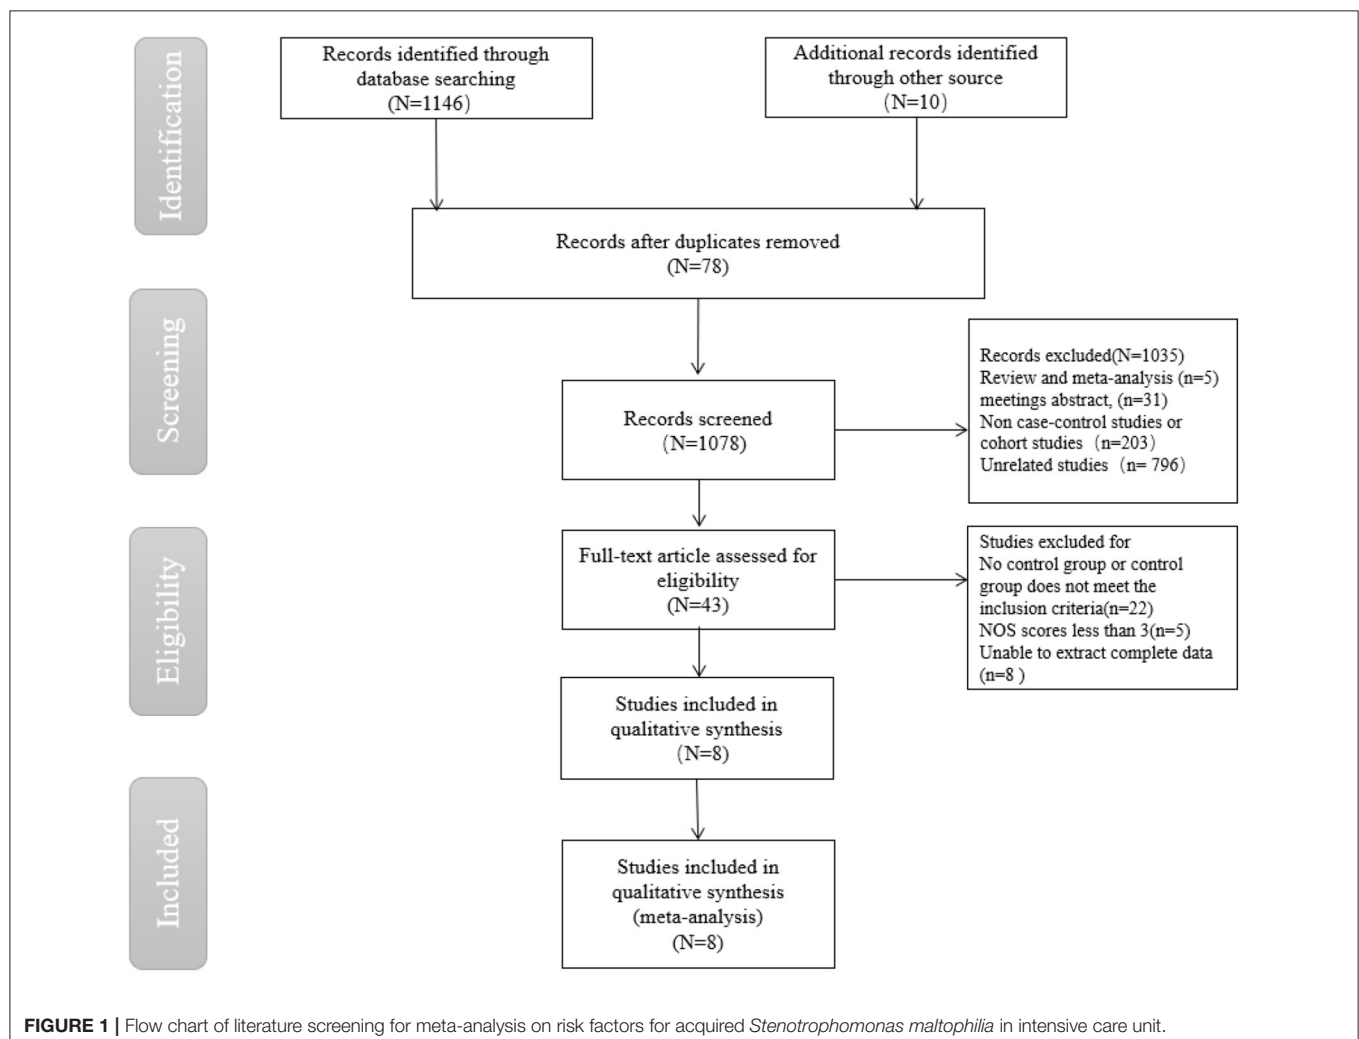 Identification
Records identified through
database searching
(N=1146)
Additional records identified
through other source
(N=10)
Records after duplicates removed
(N=78)
Screening
Records screened
(N=1078)
Records excluded(N=1035)
Review and meta-analysis (n=5)
meetings abstract, (n=31)
Non case-control studies or
cohort studies (n=203)
Unrelated studies (n= 796)
Eligibility
Full-text article assessed for
eligibility
(N=43)
Studies excluded for
No control group or control
group does not meet the
inclusion criteria(n=22)
NOS scores less than 3(n=5)
Unable to extract complete data
(n=8 )
Studies included in
qualitative synthesis
(N=8)
Included
Studies included in
qualitative synthesis
(meta-analysis)
(N=8)
FIGURE 1 | Flow chart of literature screening for meta-analysis on risk factors for acquired Stenotrophomonas maltophilia in intensive care unit.